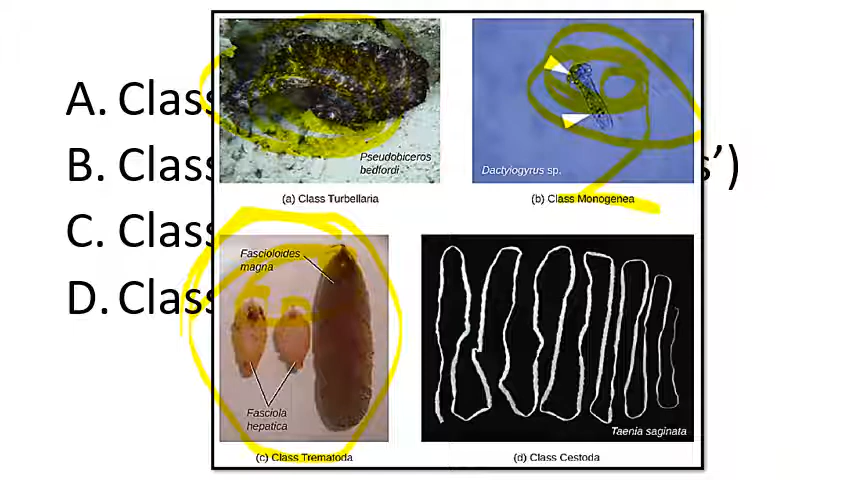 A. Class
B. Class s’)
C. Class
D. Class
Pseudobiceros
bedfordi
Dactylogyrus sp.
(a) Class Turbellaria
(b) Class Monogenea
Fascioloides
magna
Fasciola
hepatica
Taenia saginata
(c) Class Trematoda
(d) Class Cestoda